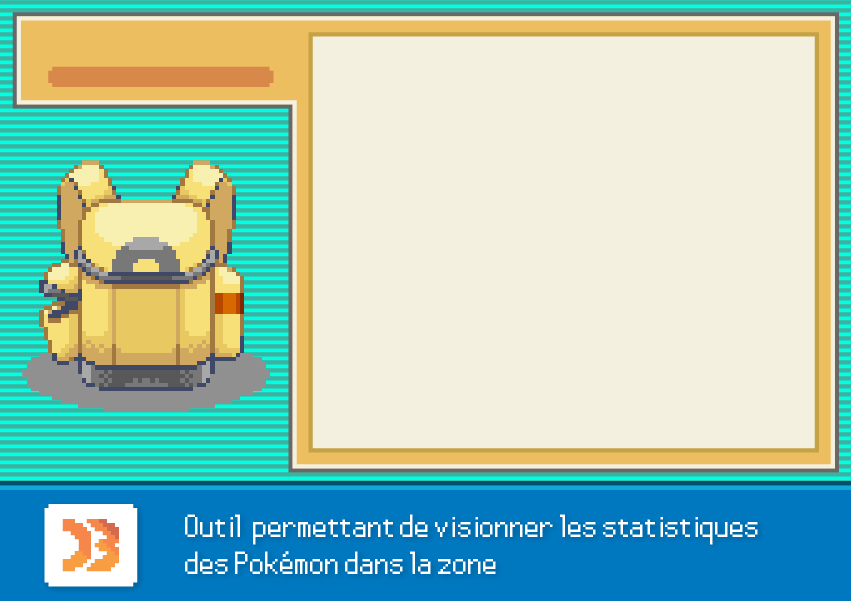 Outil permettant de visionner les statistiques
des Pokémon dans la zone